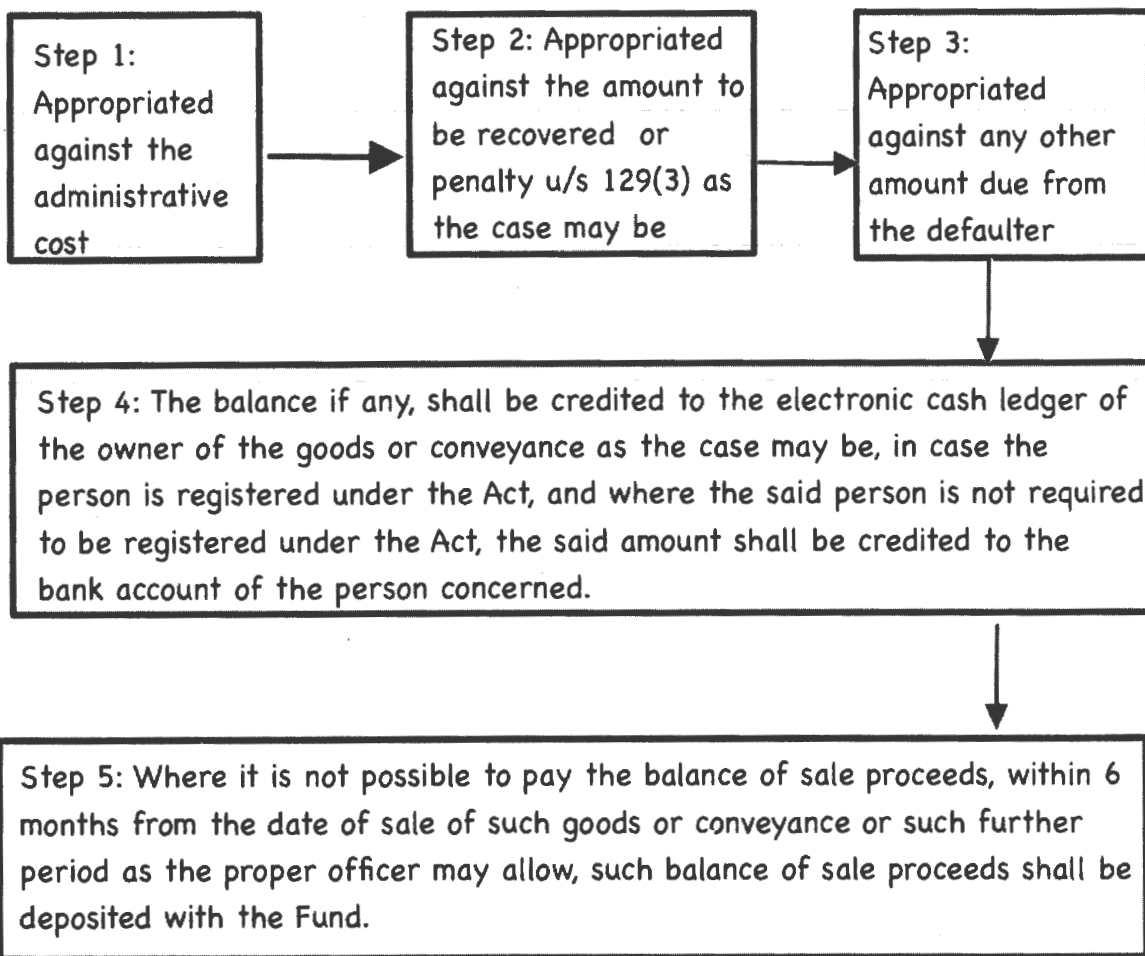 Step 1:
Appropriated
against the
administrative
cost
Step 2: Appropriated
against the amount to
be recovered or
penalty u/s 129(3) as
the case may be
Step 3:
Appropriated
against any other
amount due from
the defaulter
Step 4: The balance if any, shall be credited to the electronic cash ledger of
the owner of the goods or conveyance as the case may be, in case the
person is registered under the Act, and where the said person is not required
to be registered under the Act, the said amount shall be credited to the
bank account of the person concerned.
Step 5: Where it is not possible to pay the balance of sale proceeds, within 6
months from the date of sale of such goods or conveyance or such further
period as the proper officer may allow, such balance of sale proceeds shall be
deposited with the Fund.